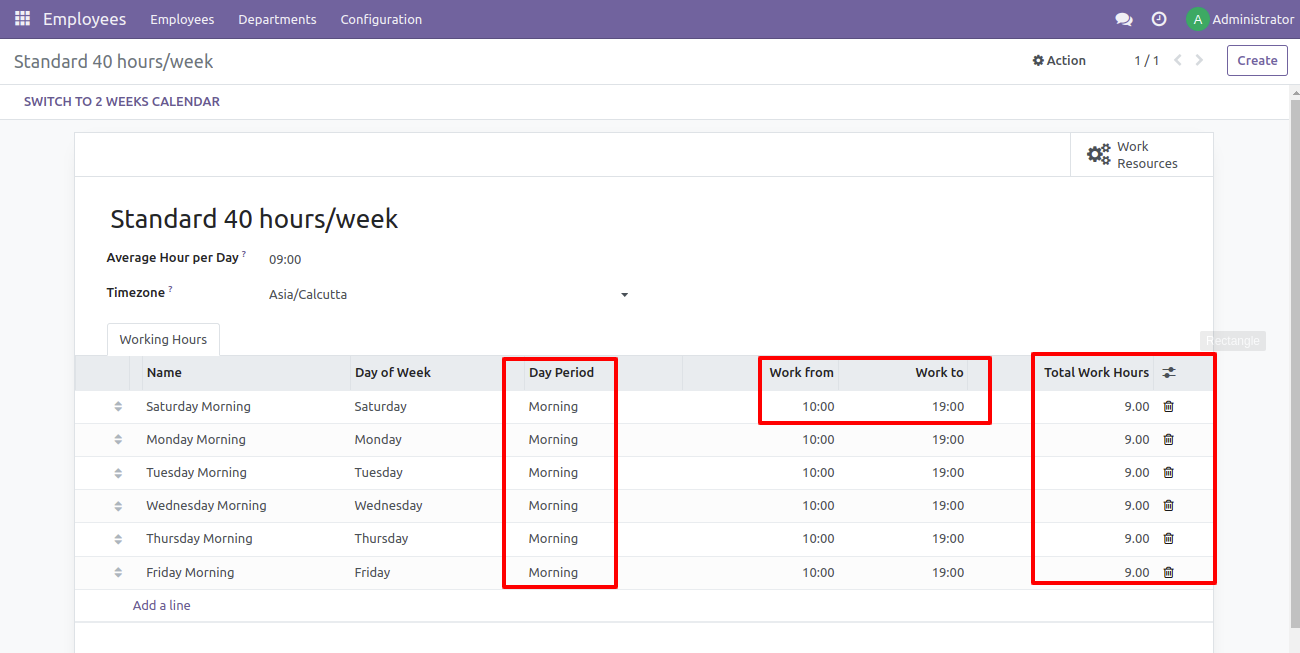 Employees Employees Departments Configuration A Administrator
Standard 40 hours/week Action 1 / 1 Create
SWITCH TO 2 WEEKS CALENDAR
Work
Resources
Standard 40 hours/week
Average Hour per Day ? 09:00
Timezone ? Asia/Calcutta
Working Hours
Rectangle
Name Day of Week Day Period Work from Work to Total Work Hours
Saturday Morning Saturday Morning 10:00 19:00 9.00
Monday Morning Monday Morning 10:00 19:00 9.00
Tuesday Morning Tuesday Morning 10:00 19:00 9.00
Wednesday Morning Wednesday Morning 10:00 19:00 9.00
Thursday Morning Thursday Morning 10:00 19:00 9.00
Friday Morning Friday Morning 10:00 19:00 9.00
Add a line